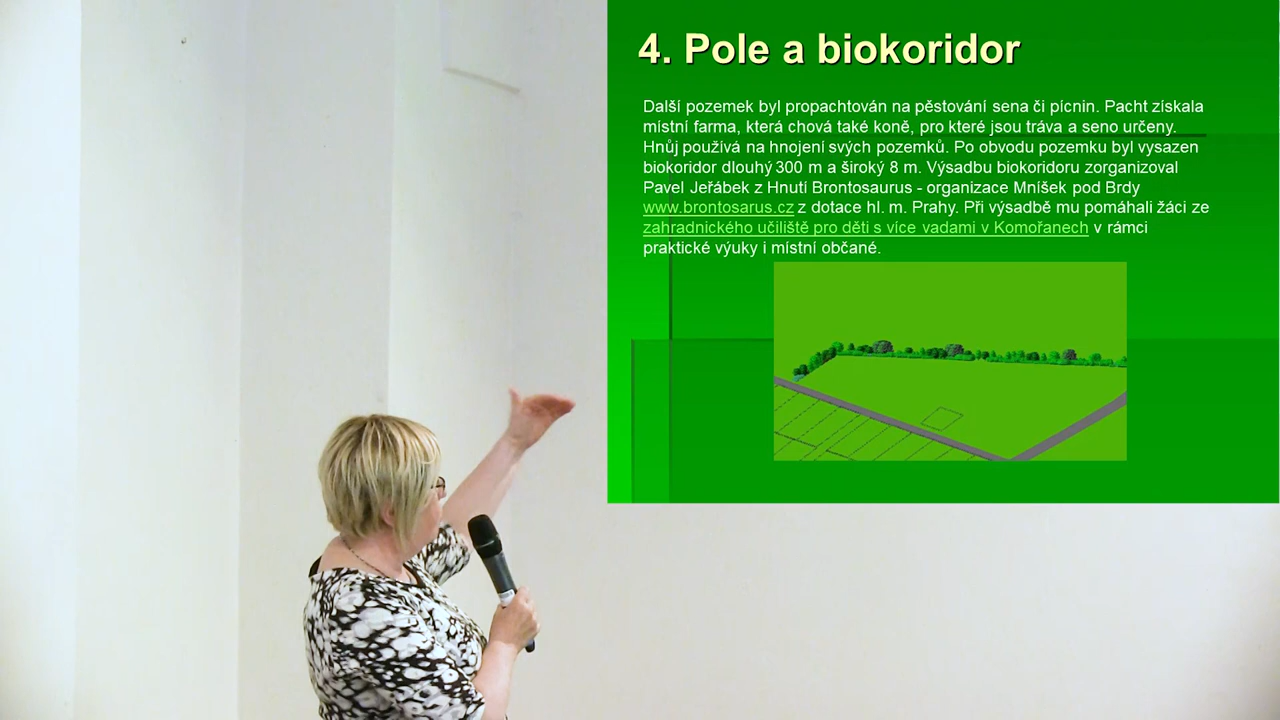 4. Pole a biokoridor
Další pozemek byl propachtován na pěstování sena či pícnin. Pacht získala
místní farma, která chová také koně, pro které jsou tráva a seno určeny.
Hnůj používá na hnojení svých pozemků. Po obvodu pozemku byl vysazen
biokoridor dlouhý 300 m a široký 8 m. Výsadbu biokoridoru zorganizoval
Pavel Jeřábek z Hnutí Brontosaurus - organizace Mníšek pod Brdy
www.brontosarus.cz z dotace hl. m. Prahy. Při výsadbě mu pomáhali žáci ze
zahradnického učiliště pro děti s více vadami v Komořanech v rámci
praktické výuky i místní občané.